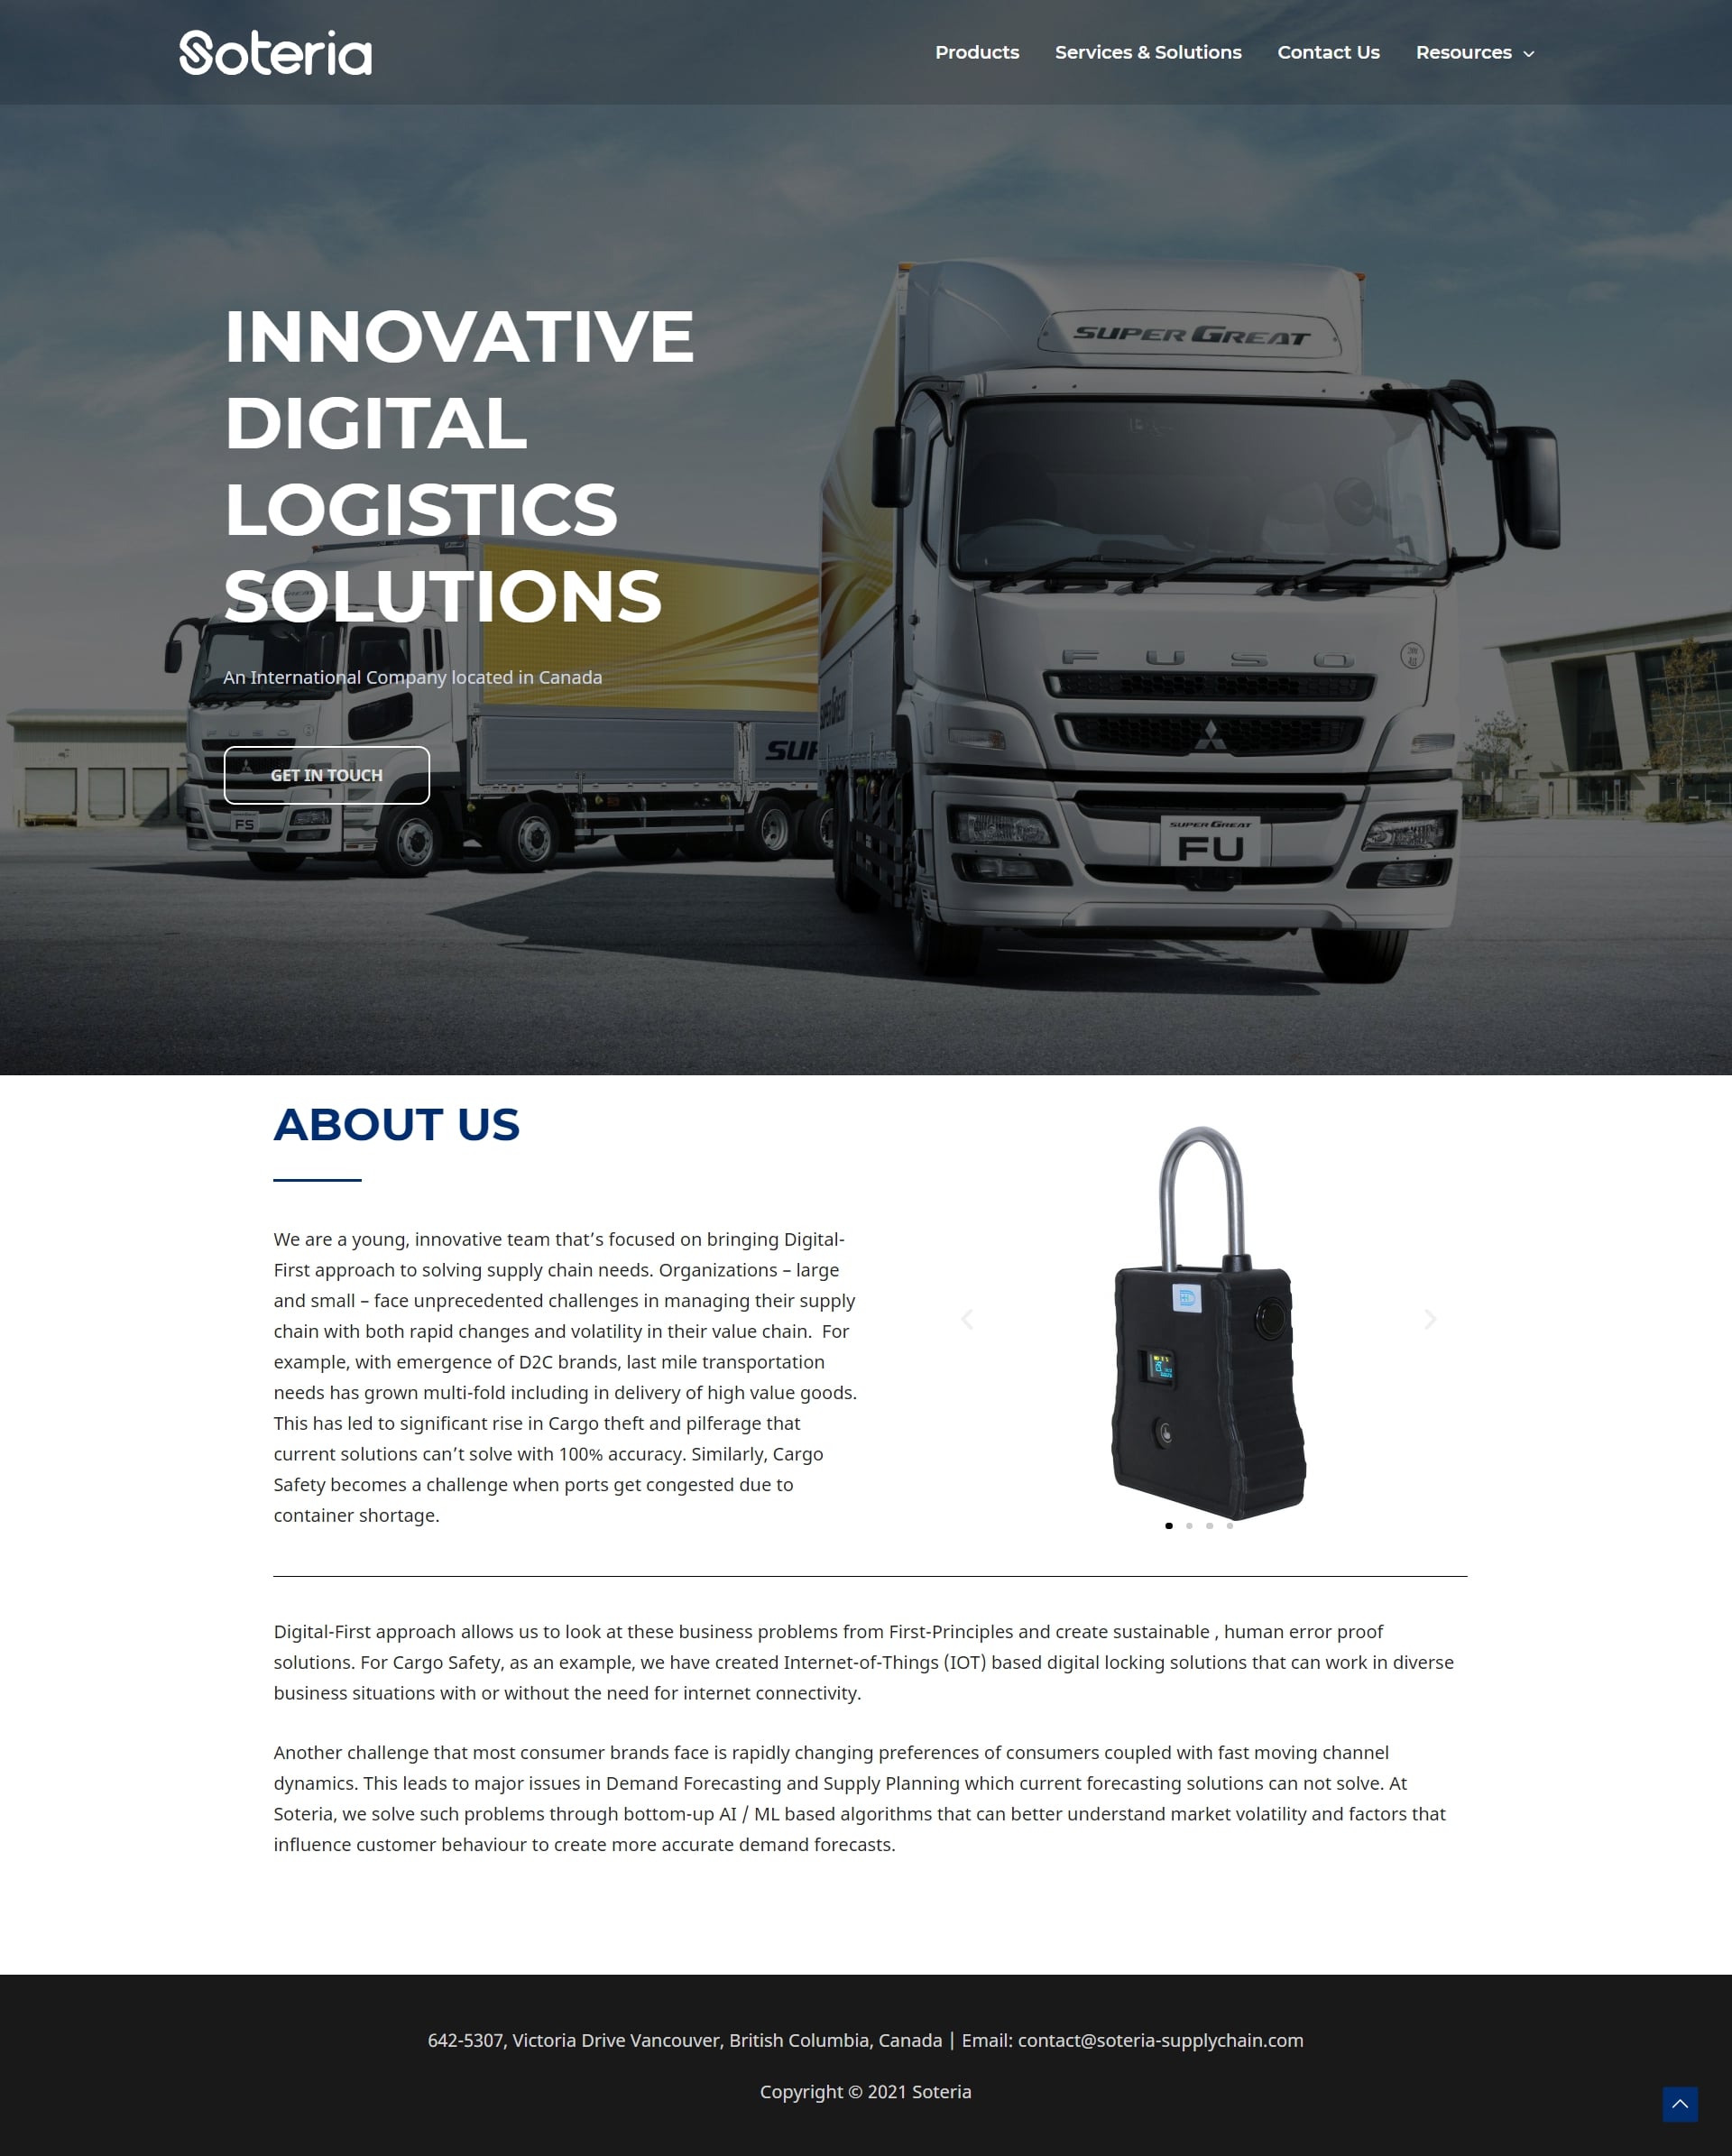 Soteria
Products Services & Solutions Contact Us Resources
SUPER GREAT
INNOVATIVE
DIGITAL
LOGISTICS
SOLUTIONS
An International Company located in Canada
FUSO
GET IN TOUCH
FS
SUPER GREAT
FU
ABOUT US
We are a young, innovative team that’s focused on bringing Digital-
First approach to solving supply chain needs. Organizations – large
and small – face unprecedented challenges in managing their supply
chain with both rapid changes and volatility in their value chain.  For
example, with emergence of D2C brands, last mile transportation
needs has grown multi-fold including in delivery of high value goods.
This has led to significant rise in Cargo theft and pilferage that
current solutions can’t solve with 100% accuracy. Similarly, Cargo
Safety becomes a challenge when ports get congested due to
container shortage.
Digital-First approach allows us to look at these business problems from First-Principles and create sustainable , human error proof
solutions. For Cargo Safety, as an example, we have created Internet-of-Things (IOT) based digital locking solutions that can work in diverse
business situations with or without the need for internet connectivity.
Another challenge that most consumer brands face is rapidly changing preferences of consumers coupled with fast moving channel
dynamics. This leads to major issues in Demand Forecasting and Supply Planning which current forecasting solutions can not solve. At
Soteria, we solve such problems through bottom-up AI / ML based algorithms that can better understand market volatility and factors that
influence customer behaviour to create more accurate demand forecasts.
642-5307, Victoria Drive Vancouver, British Columbia, Canada | Email: contact@soteria-supplychain.com
Copyright © 2021 Soteria